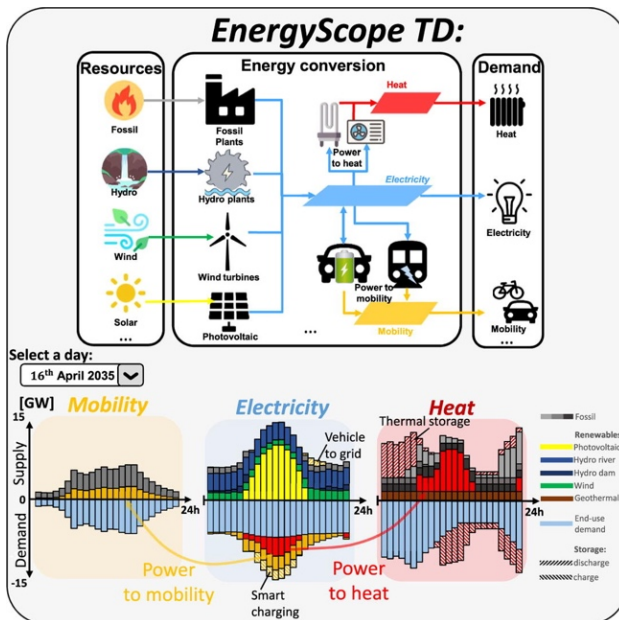 EnergyScope TD:
Resources
Energy conversion
Demand
Fossil
Fossil
Plants
Heat
Power
to heat
Heat
Hydro
Hydro plants
Electricity
Electricity
Wind
Wind turbines
Power to
mobility
Solar
Photovoltaic
Mobility
Mobility
...
...
...
Select a day:
16th April 2035
[GW]
Mobility
Electricity
Heat
15
Supply
0
Demand
-15
24h
24h
24h
Vehicle
to grid
Thermal storage
Power
to mobility
Smart
charging
Power
to heat
Fossil
Renewables:
Photovoltaic
Hydro river
Hydro dam
Wind
Geothermal
End-use
demand
Storage:
discharge
charge